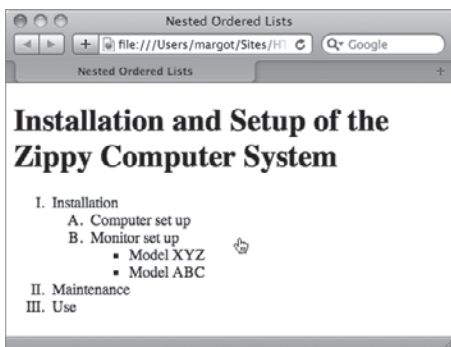 Nested Ordered Lists
file:///Users/margot/Sites/HT
Google
Nested Ordered Lists
Installation and Setup of the
Zippy Computer System
I. Installation
A. Computer set up
B. Monitor set up
▪ Model XYZ
▪ Model ABC
II. Maintenance
III. Use